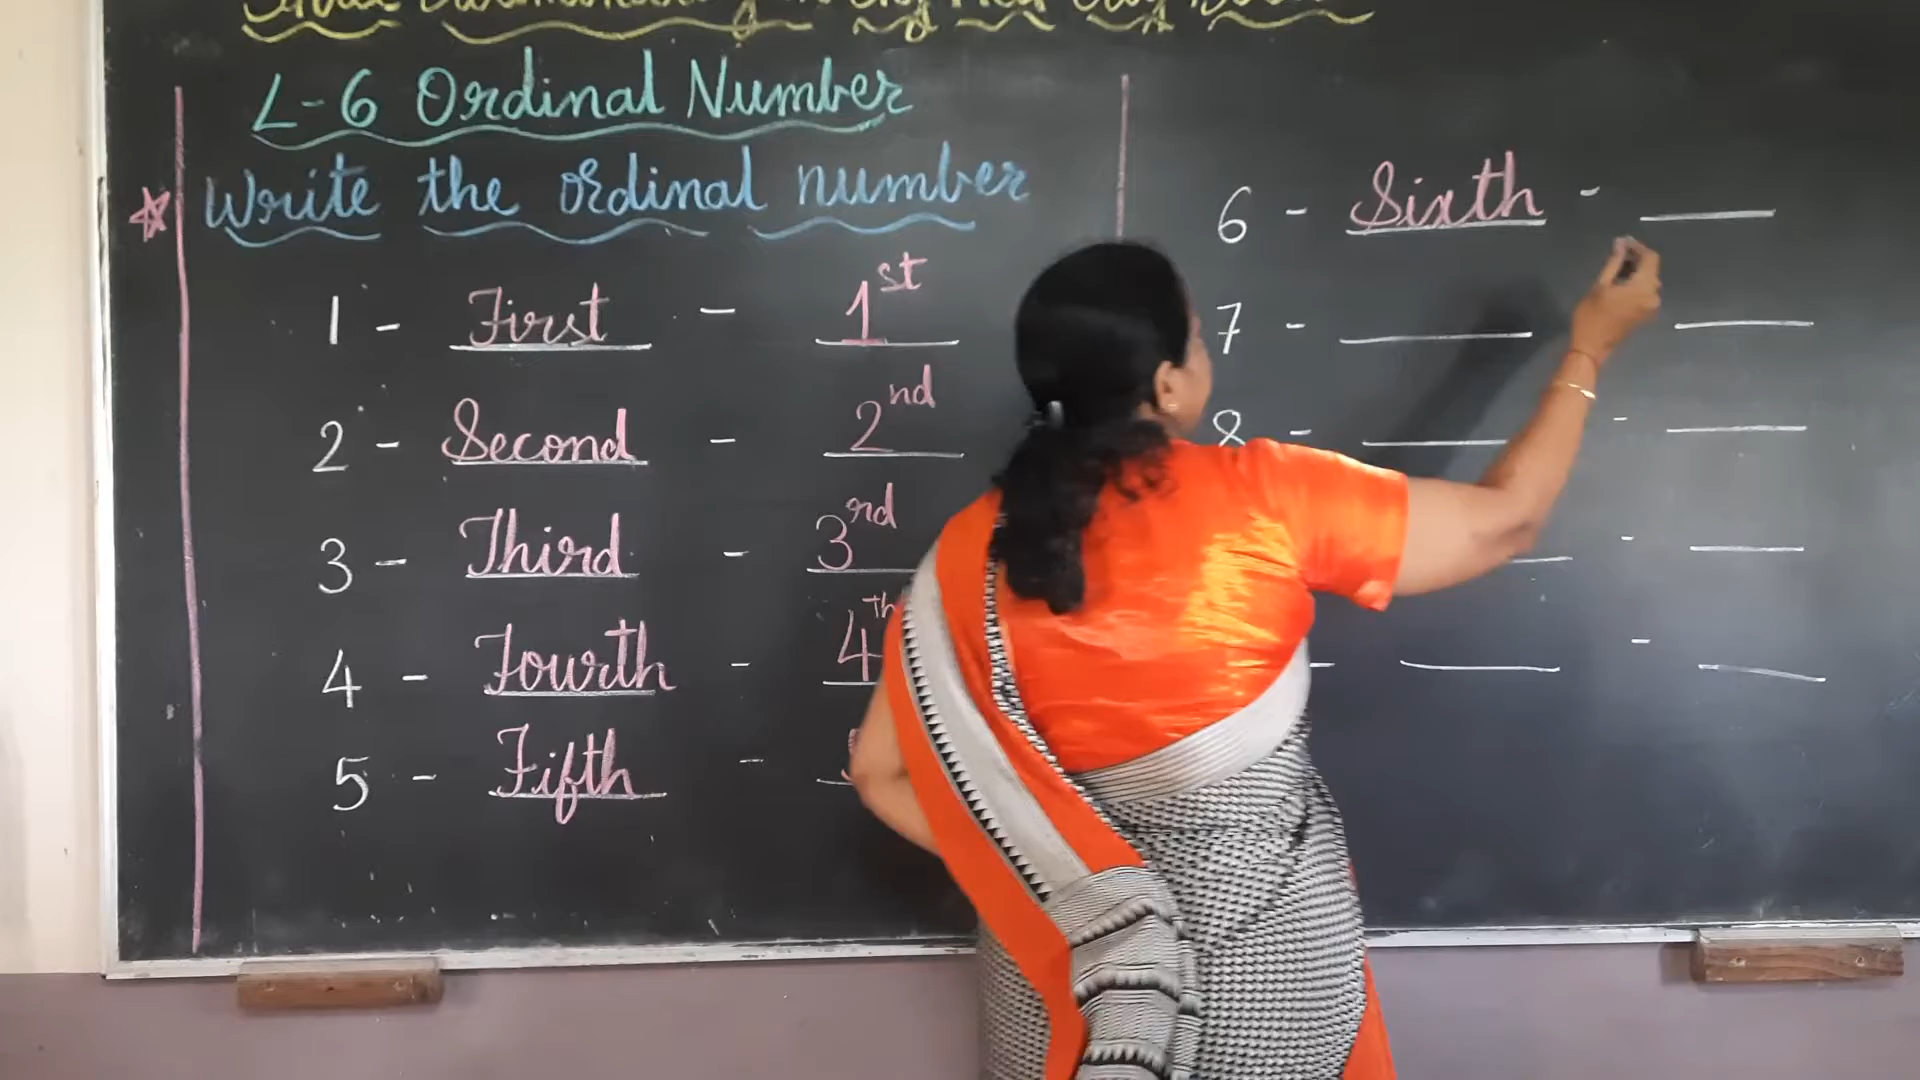 L-6 Ordinal Number
Write the ordinal number
1 - First - 1st
2 - Second - 2nd
3 - Third - 3rd
4 - Fourth - 4Th
5 - Fifth -
6 - Sixth -
7 -
8 -